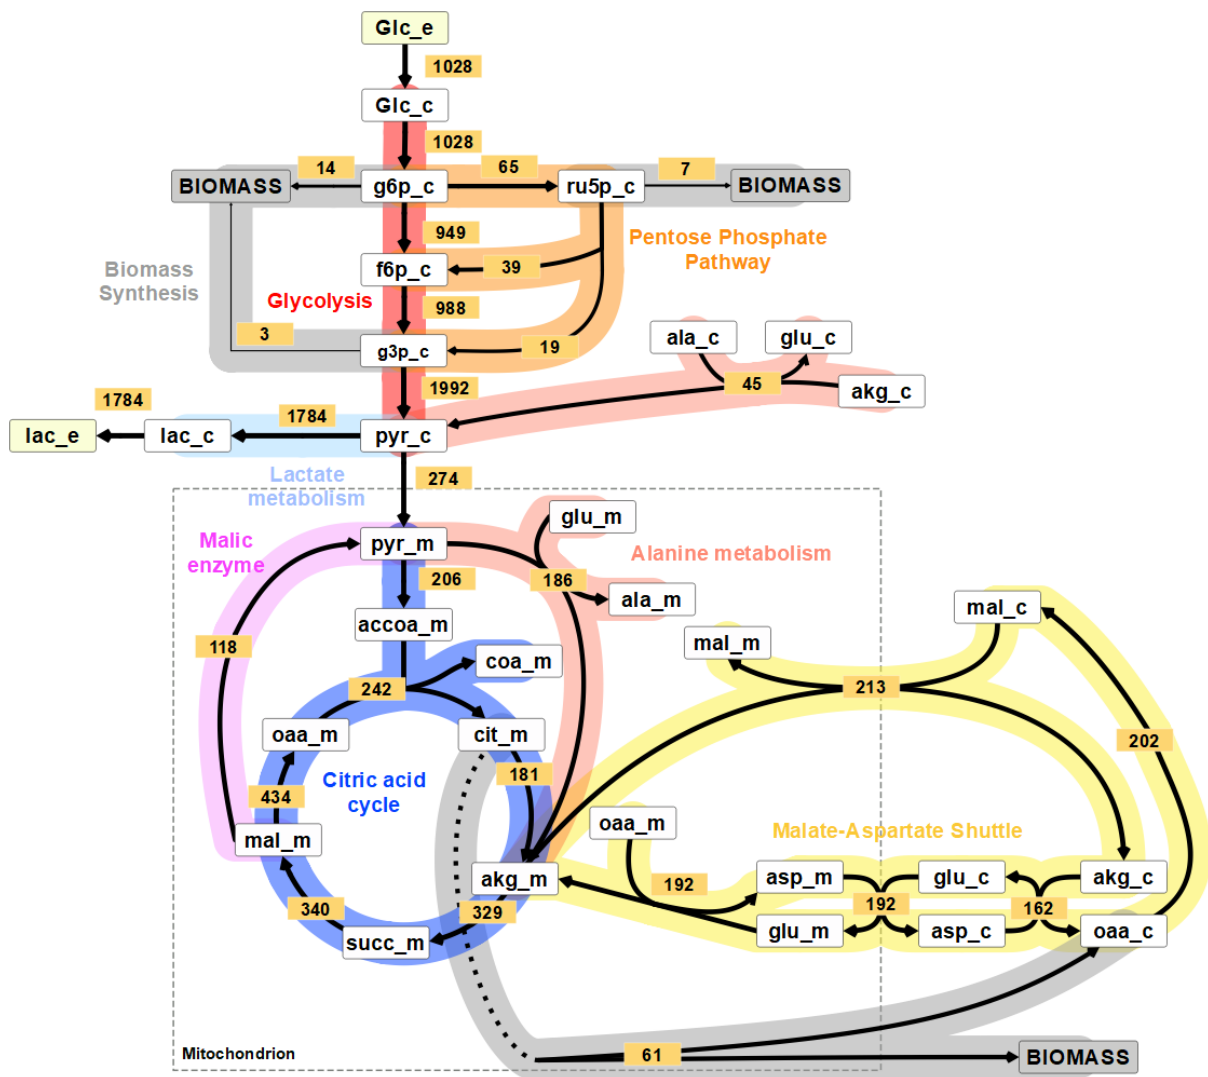 Glc_e
1028
Glc_c
1028
14
65
7
BIOMASS
g6p_c
ru5p_c
BIOMASS
949
Pentose Phosphate
Pathway
Biomass
Synthesis
f6p_c
39
Glycolysis
988
3
g3p_c
19
ala_c
glu_c
1992
45
akg_c
1784
1784
lac_e
lac_c
pyr_c
Lactate
metabolism
274
glu_m
Malic
enzyme
pyr_m
Alanine metabolism
206
186
ala_m
accoa_m
mal_c
118
mal_m
coa_m
242
213
oaa_m
cit_m
202
181
Citric acid
cycle
434
oaa_m
Malate-Aspartate Shuttle
mal_m
akg_m
192
asp_m
glu_c
akg_c
340
329
192
162
succ_m
glu_m
asp_c
oaa_c
Mitochondrion
61
BIOMASS